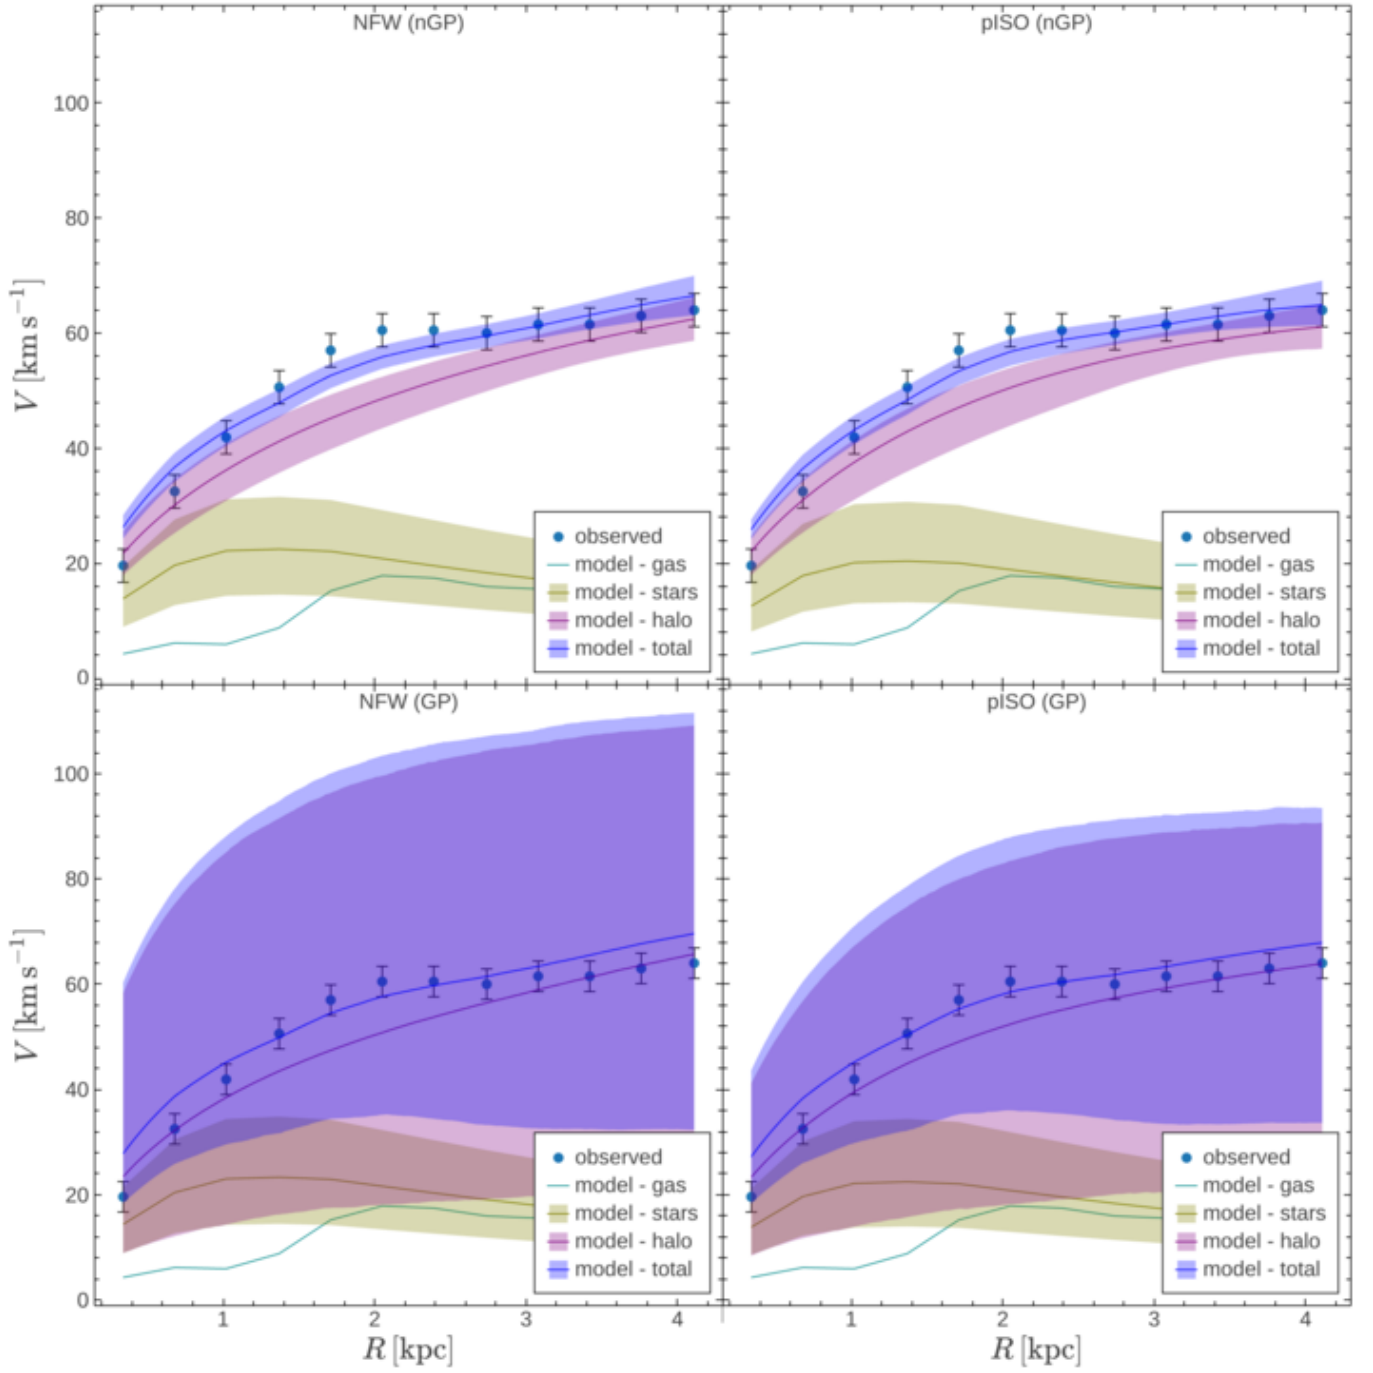 NFW (nGP)
pISO (nGP)
100
80
60
40
20
0
V [km s⁻¹]
observed
model - gas
model - stars
model - halo
model - total
observed
model - gas
model - stars
model - halo
model - total
NFW (GP)
pISO (GP)
100
80
60
40
20
0
V [km s⁻¹]
observed
model - gas
model - stars
model - halo
model - total
observed
model - gas
model - stars
model - halo
model - total
1 2 3 4
1 2 3 4
R [kpc]
R [kpc]